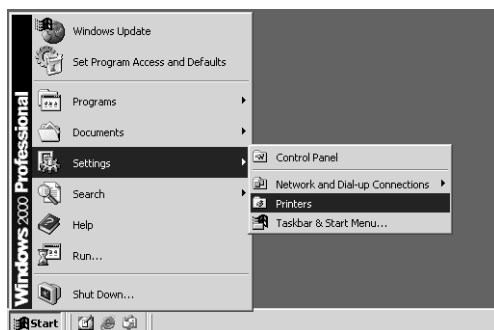 Windows 2000 Professional
Windows Update
Set Program Access and Defaults
Programs
Documents
Settings
Search
Help
Run...
Shut Down...
Control Panel
Network and Dial-up Connections
Printers
Taskbar & Start Menu...
Start